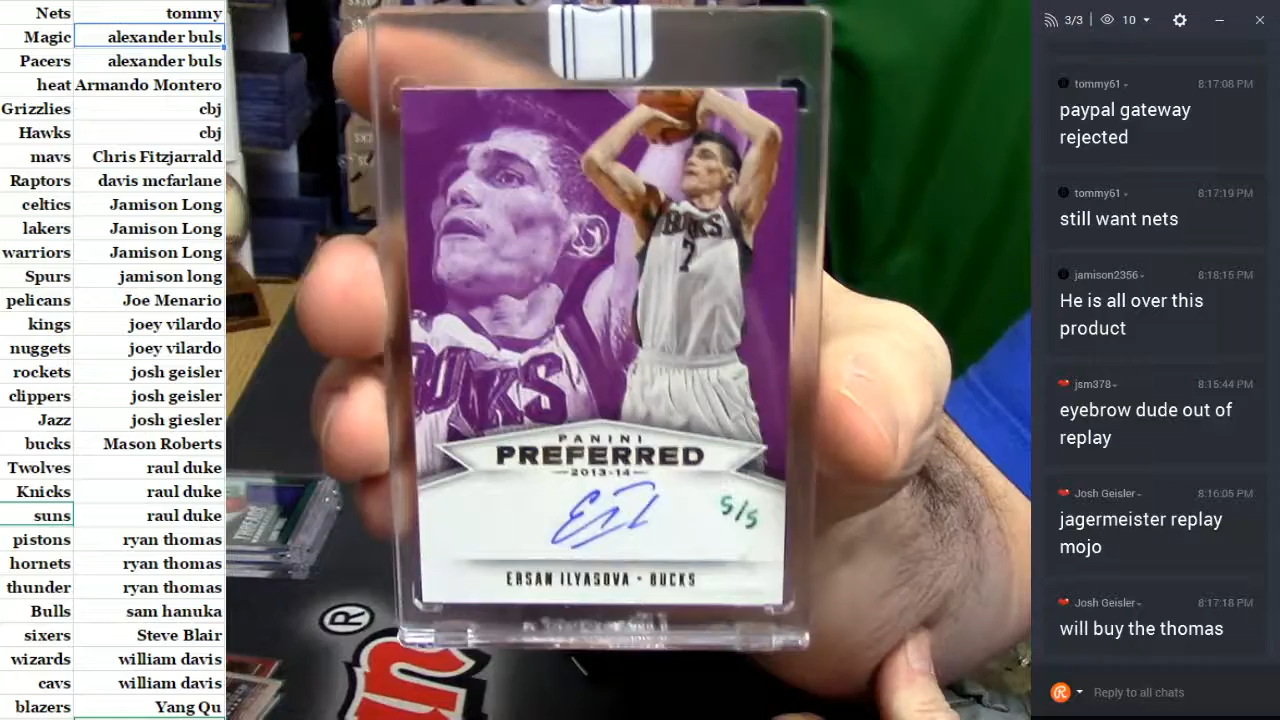 Nets tommy
Magic alexander buls
Pacers alexander buls
heat Armando Montero
Grizzlies cbj
Hawks cbj
mavs Chris Fitzjarrald
Raptors davis mcfarlane
celtics Jamison Long
lakers Jamison Long
warriors Jamison Long
Spurs jamison long
pelicans Joe Menario
kings joey vilardo
nuggets joey vilardo
rockets josh geisler
clippers josh geisler
Jazz josh giesler
bucks Mason Roberts
Twolves raul duke
Knicks raul duke
suns raul duke
pistons ryan thomas
hornets ryan thomas
thunder ryan thomas
Bulls sam hanuka
sixers Steve Blair
wizards william davis
cavs william davis
blazers Yang Qu
BUCKS
7
PANINI
PREFERRED
2013-14
5/5
ERSAN ILYASOVA • BUCKS
®
3/3 10
tommy61 8:17:08 PM
paypal gateway
rejected
tommy61 8:17:19 PM
still want nets
jamison2356 8:18:15 PM
He is all over this
product
jsm378 8:15:44 PM
eyebrow dude out of
replay
Josh Geisler 8:16:05 PM
jagermeister replay
mojo
Josh Geisler 8:17:18 PM
will buy the thomas
Reply to all chats